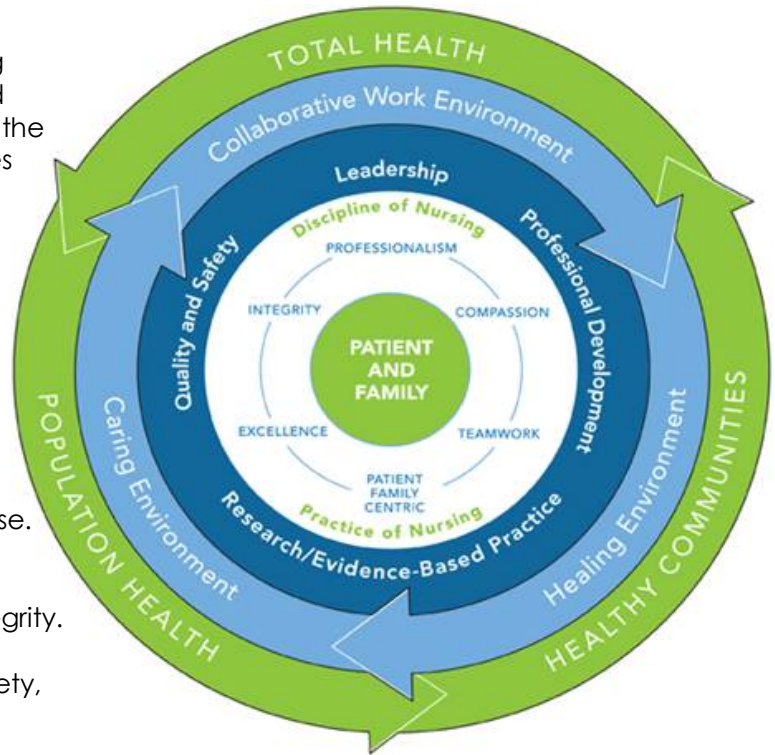 g
d
the
es
se.
grity.
ety,
TOTAL HEALTH
Collaborative Work Environment
Leadership
Discipline of Nursing
PROFESSIONALISM
INTEGRITY
COMPASSION
Quality and Safety
Professional Development
PATIENT
AND
FAMILY
EXCELLENCE
TEAMWORK
PATIENT
FAMILY
CENTRIC
Practice of Nursing
Research/Evidence-Based Practice
Caring Environment
Healing Environment
POPULATION HEALTH
HEALTHY COMMUNITIES